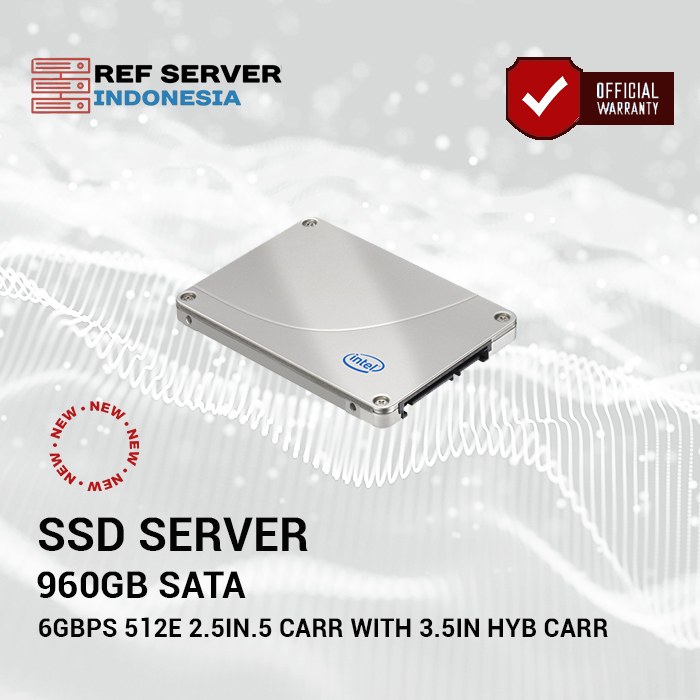 REF SERVER
INDONESIA
OFFICIAL
WARRANTY
intel
NEW • NEW • NEW • NEW • NEW •
SSD SERVER
960GB SATA
6GBPS 512E 2.5IN.5 CARR WITH 3.5IN HYB CARR